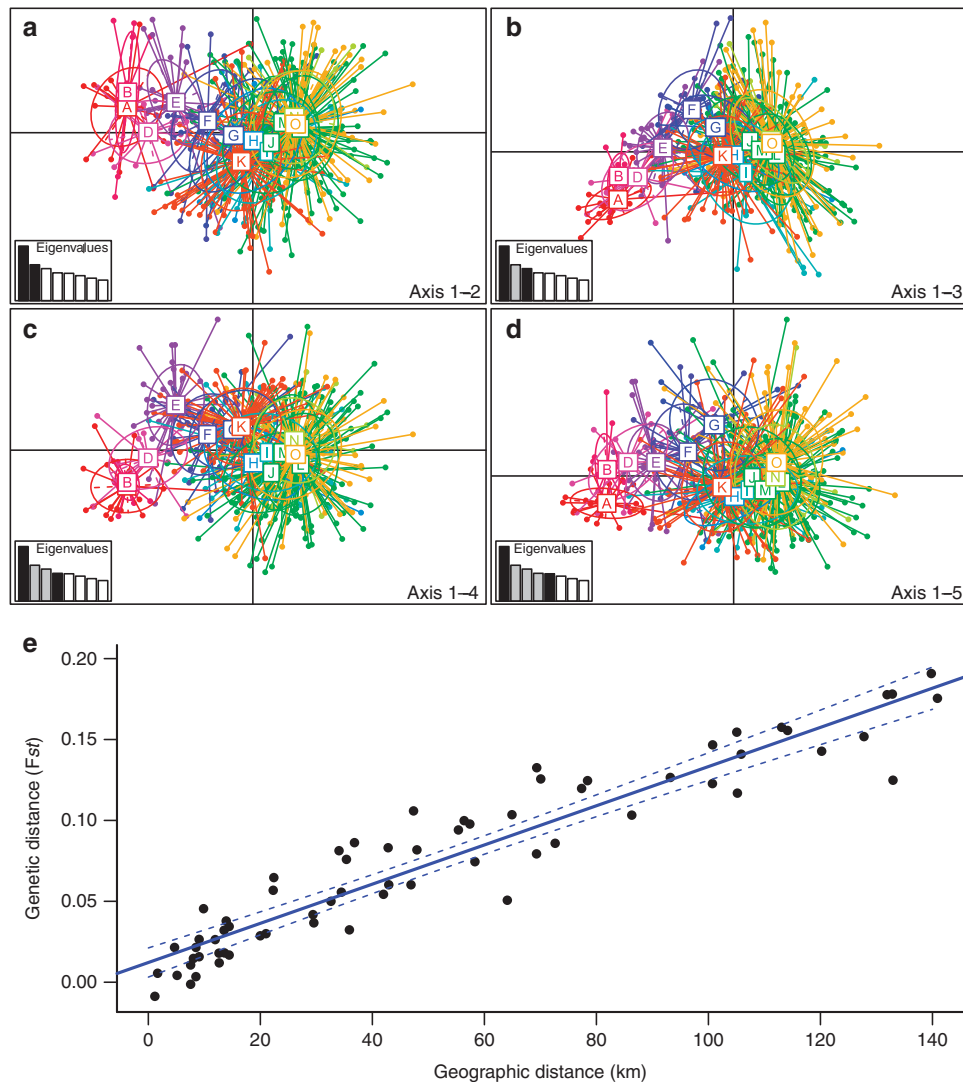 a
B
A
E
D
F
G
H
I
J
K
N
O
Eigenvalues
Axis 1–2
b
F
G
E
B
D
A
K
H
I
J
M
L
O
Eigenvalues
Axis 1–3
c
E
D
B
F
G
K
H
I
J
M
N
O
L
Eigenvalues
Axis 1–4
d
G
F
B
D
E
A
K
H
I
J
M
N
O
Eigenvalues
Axis 1–5
e
Genetic distance (Fst)
0.20
0.15
0.10
0.05
0.00
0 20 40 60 80 100 120 140
Geographic distance (km)